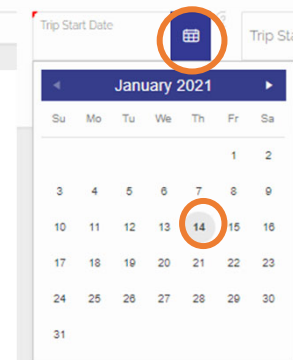 Trip Start Date
Trip Sta
January 2021
Su Mo Tu We Th Fr Sa
1 2
3 4 5 6 7 8 9
10 11 12 13 14 15 16
17 18 19 20 21 22 23
24 25 26 27 28 29 30
31